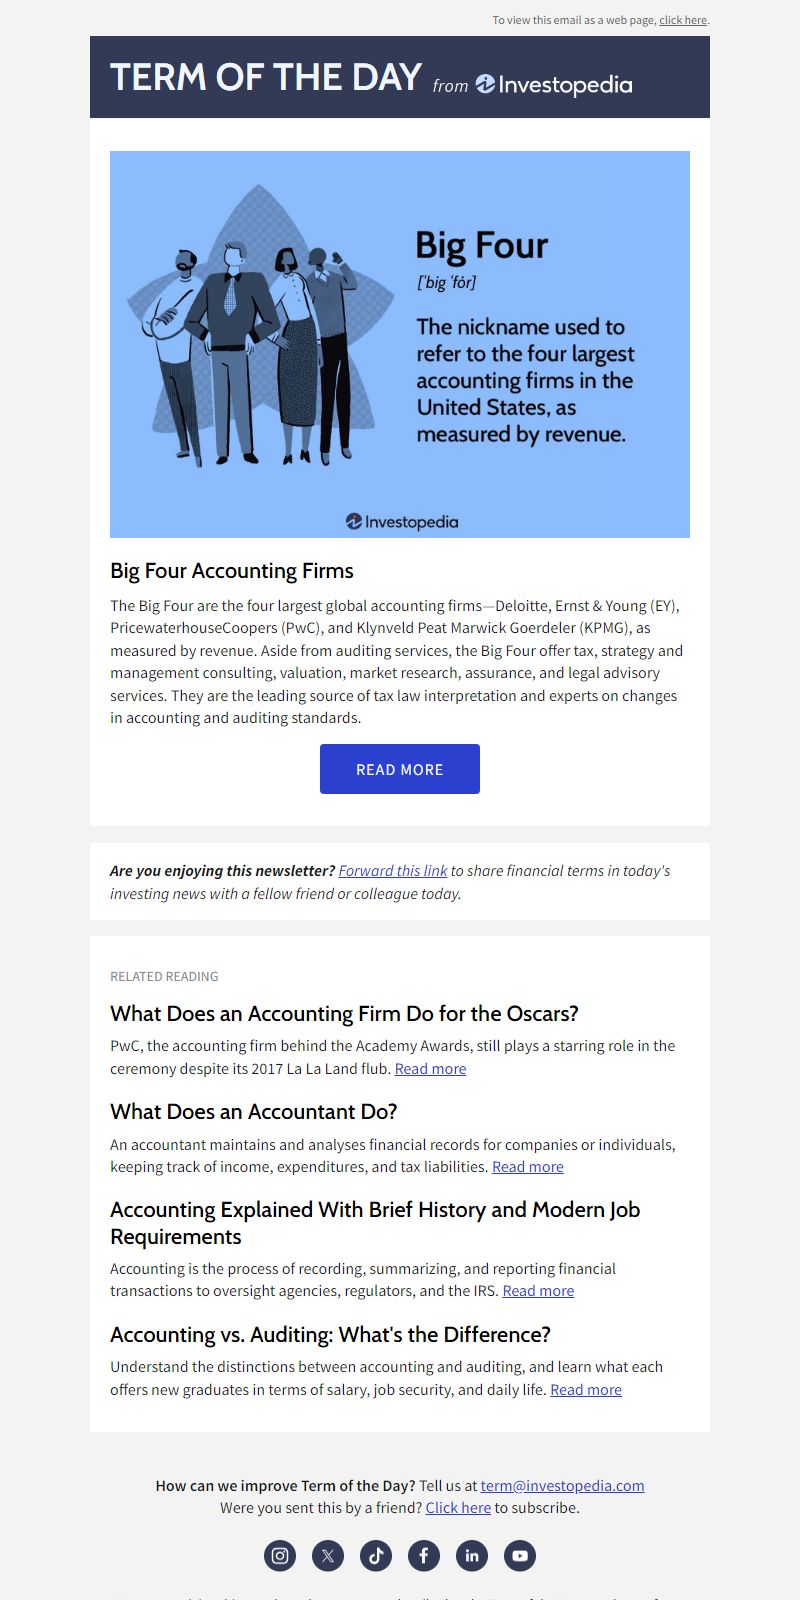 To view this email as a web page, click here.
TERM OF THE DAY from Investopedia
Big Four
['big 'fȯr]
The nickname used to
refer to the four largest
accounting firms in the
United States, as
measured by revenue.
Investopedia
Big Four Accounting Firms
The Big Four are the four largest global accounting firms—Deloitte, Ernst & Young (EY),
PricewaterhouseCoopers (PwC), and Klynveld Peat Marwick Goerdeler (KPMG), as
measured by revenue. Aside from auditing services, the Big Four offer tax, strategy and
management consulting, valuation, market research, assurance, and legal advisory
services. They are the leading source of tax law interpretation and experts on changes
in accounting and auditing standards.
READ MORE
Are you enjoying this newsletter? Forward this link to share financial terms in today's
investing news with a fellow friend or colleague today.
RELATED READING
What Does an Accounting Firm Do for the Oscars?
PwC, the accounting firm behind the Academy Awards, still plays a starring role in the
ceremony despite its 2017 La La Land flub. Read more
What Does an Accountant Do?
An accountant maintains and analyses financial records for companies or individuals,
keeping track of income, expenditures, and tax liabilities. Read more
Accounting Explained With Brief History and Modern Job
Requirements
Accounting is the process of recording, summarizing, and reporting financial
transactions to oversight agencies, regulators, and the IRS. Read more
Accounting vs. Auditing: What's the Difference?
Understand the distinctions between accounting and auditing, and learn what each
offers new graduates in terms of salary, job security, and daily life. Read more
How can we improve Term of the Day? Tell us at term@investopedia.com
Were you sent this by a friend? Click here to subscribe.